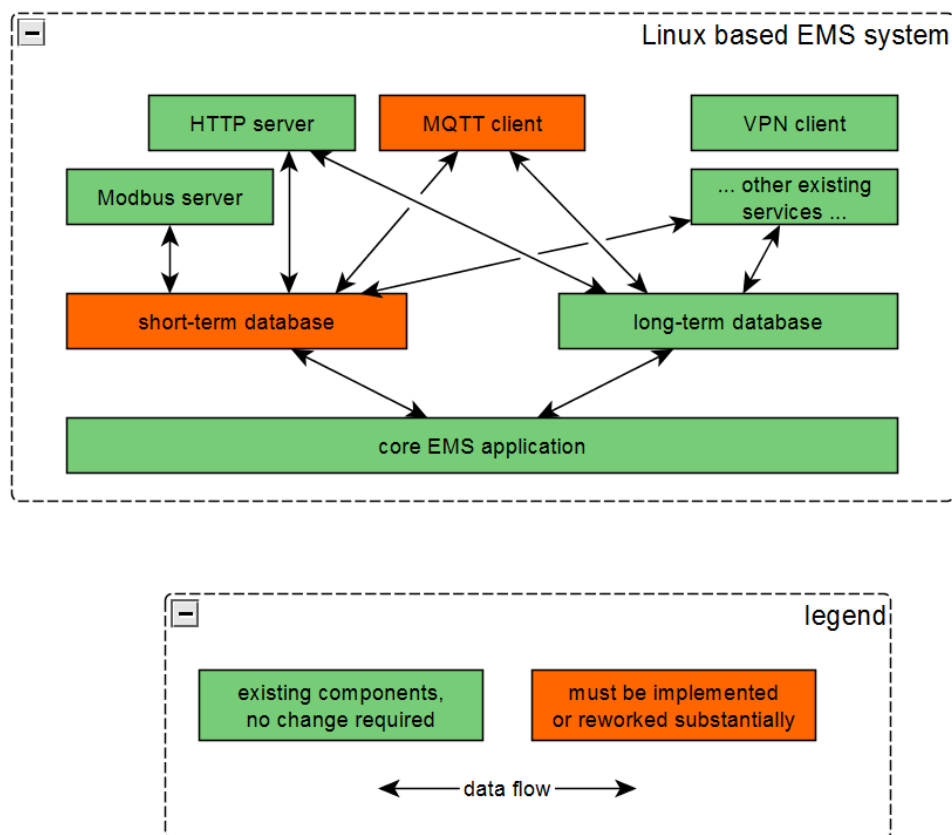 Linux based EMS system
HTTP server
MQTT client
VPN client
Modbus server
... other existing
services ...
short-term database
long-term database
core EMS application
legend
existing components,
no change required
must be implemented
or reworked substantially
data flow